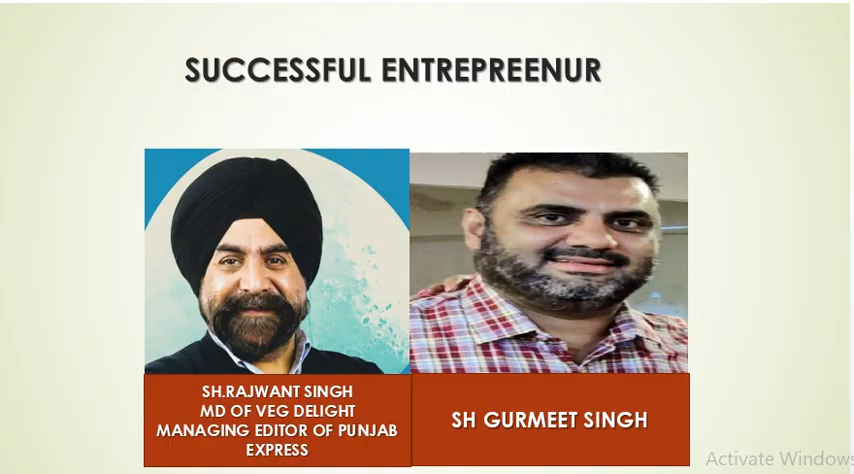 SUCCESSFUL ENTREPREENUR
SH.RAJWANT SINGH
MD OF VEG DELIGHT
MANAGING EDITOR OF PUNJAB
EXPRESS
SH GURMEET SINGH
Activate Windows